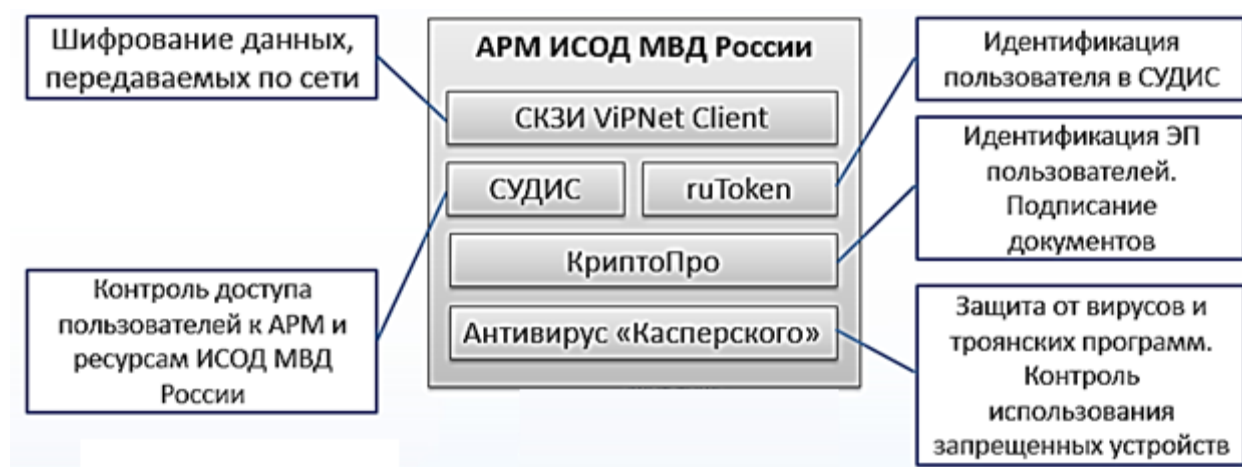 Шифрование данных,
передаваемых по сети
АРМ ИСОД МВД России
Идентификация
пользователя в СУДИС
СКЗИ ViPNet Client
СУДИС
ruToken
Идентификация ЭП
пользователей.
Подписание
документов
КриптоПро
Контроль доступа
пользователей к АРМ и
ресурсам ИСОД МВД
России
Антивирус «Касперского»
Защита от вирусов и
троянских программ.
Контроль
использования
запрещенных устройств